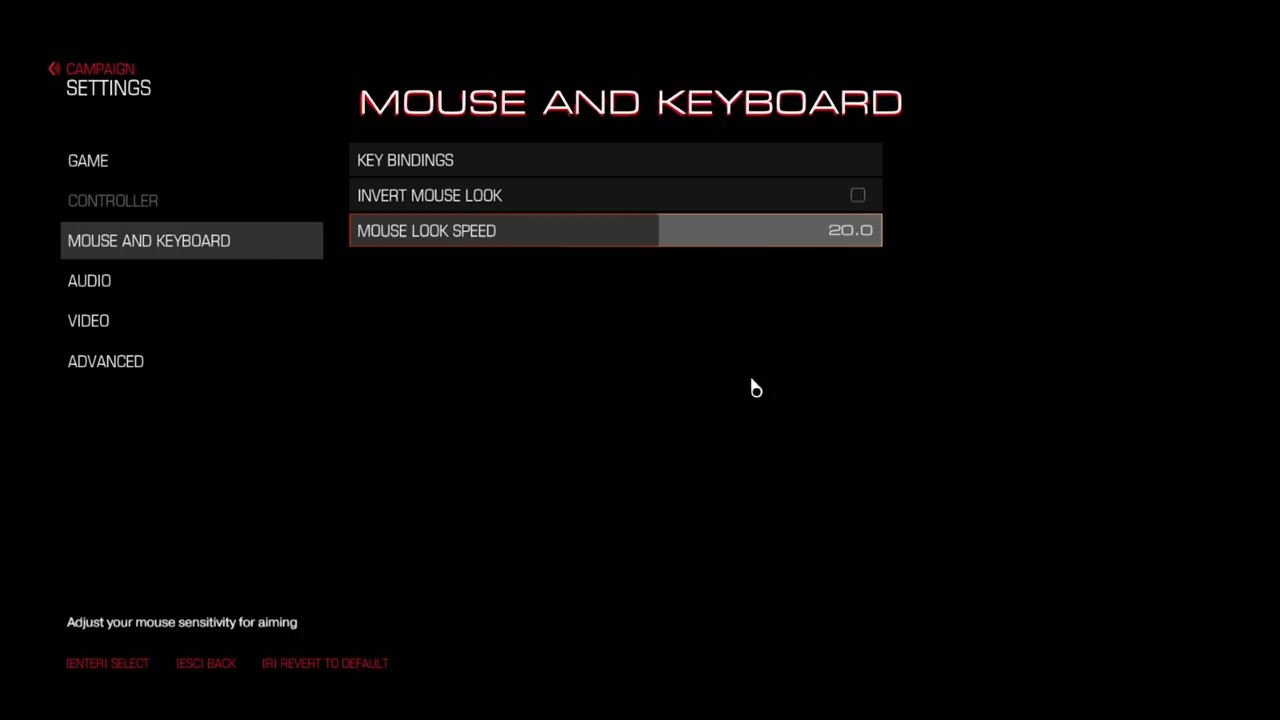 CAMPAIGN
SETTINGS
MOUSE AND KEYBOARD
GAME
CONTROLLER
MOUSE AND KEYBOARD
AUDIO
VIDEO
ADVANCED
KEY BINDINGS
INVERT MOUSE LOOK
MOUSE LOOK SPEED 20.0
Adjust your mouse sensitivity for aiming
[ENTER] SELECT [ESC] BACK [R] REVERT TO DEFAULT